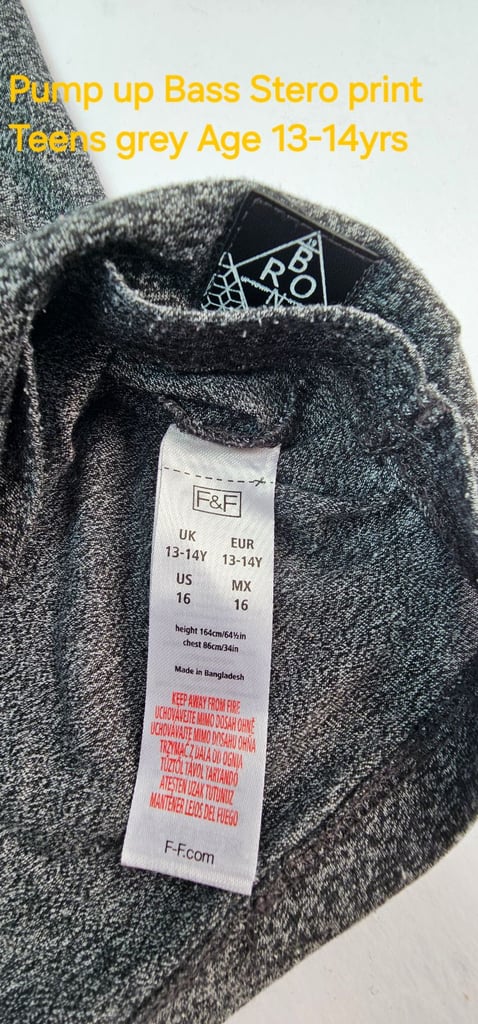 Pump up Bass Stero print
Teens grey Age 13-14yrs
B
R O
N
F&F
UK EUR
13-14Y 13-14Y
US MX
16 16
height 164cm/64½in
chest 86cm/34in
Made in Bangladesh
KEEP AWAY FROM FIRE
UCHOVÁVEJTE MIMO DOSAH OHNĚ
UCHOVÁVAJTE MIMO DOSAHU OHŇA
TRZYMAĆ Z DALA OD OGNIA
TŰZTŐL TÁVOL TARTANDÓ
ATEŞTEN UZAK TUTUNUZ
MANTENER LEJOS DEL FUEGO
F-F.com